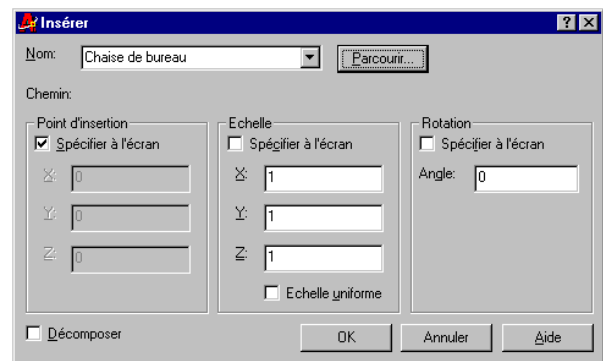 Insérer
Nom: Chaise de bureau Parcourir...
Chemin:
Point d'insertion Echelle Rotation
Spécifier à l'écran Spécifier à l'écran Spécifier à l'écran
X: 0 X: 1 Angle: 0
Y: 0 Y: 1
Z: 0 Z: 1
Echelle uniforme
Décomposer OK Annuler Aide